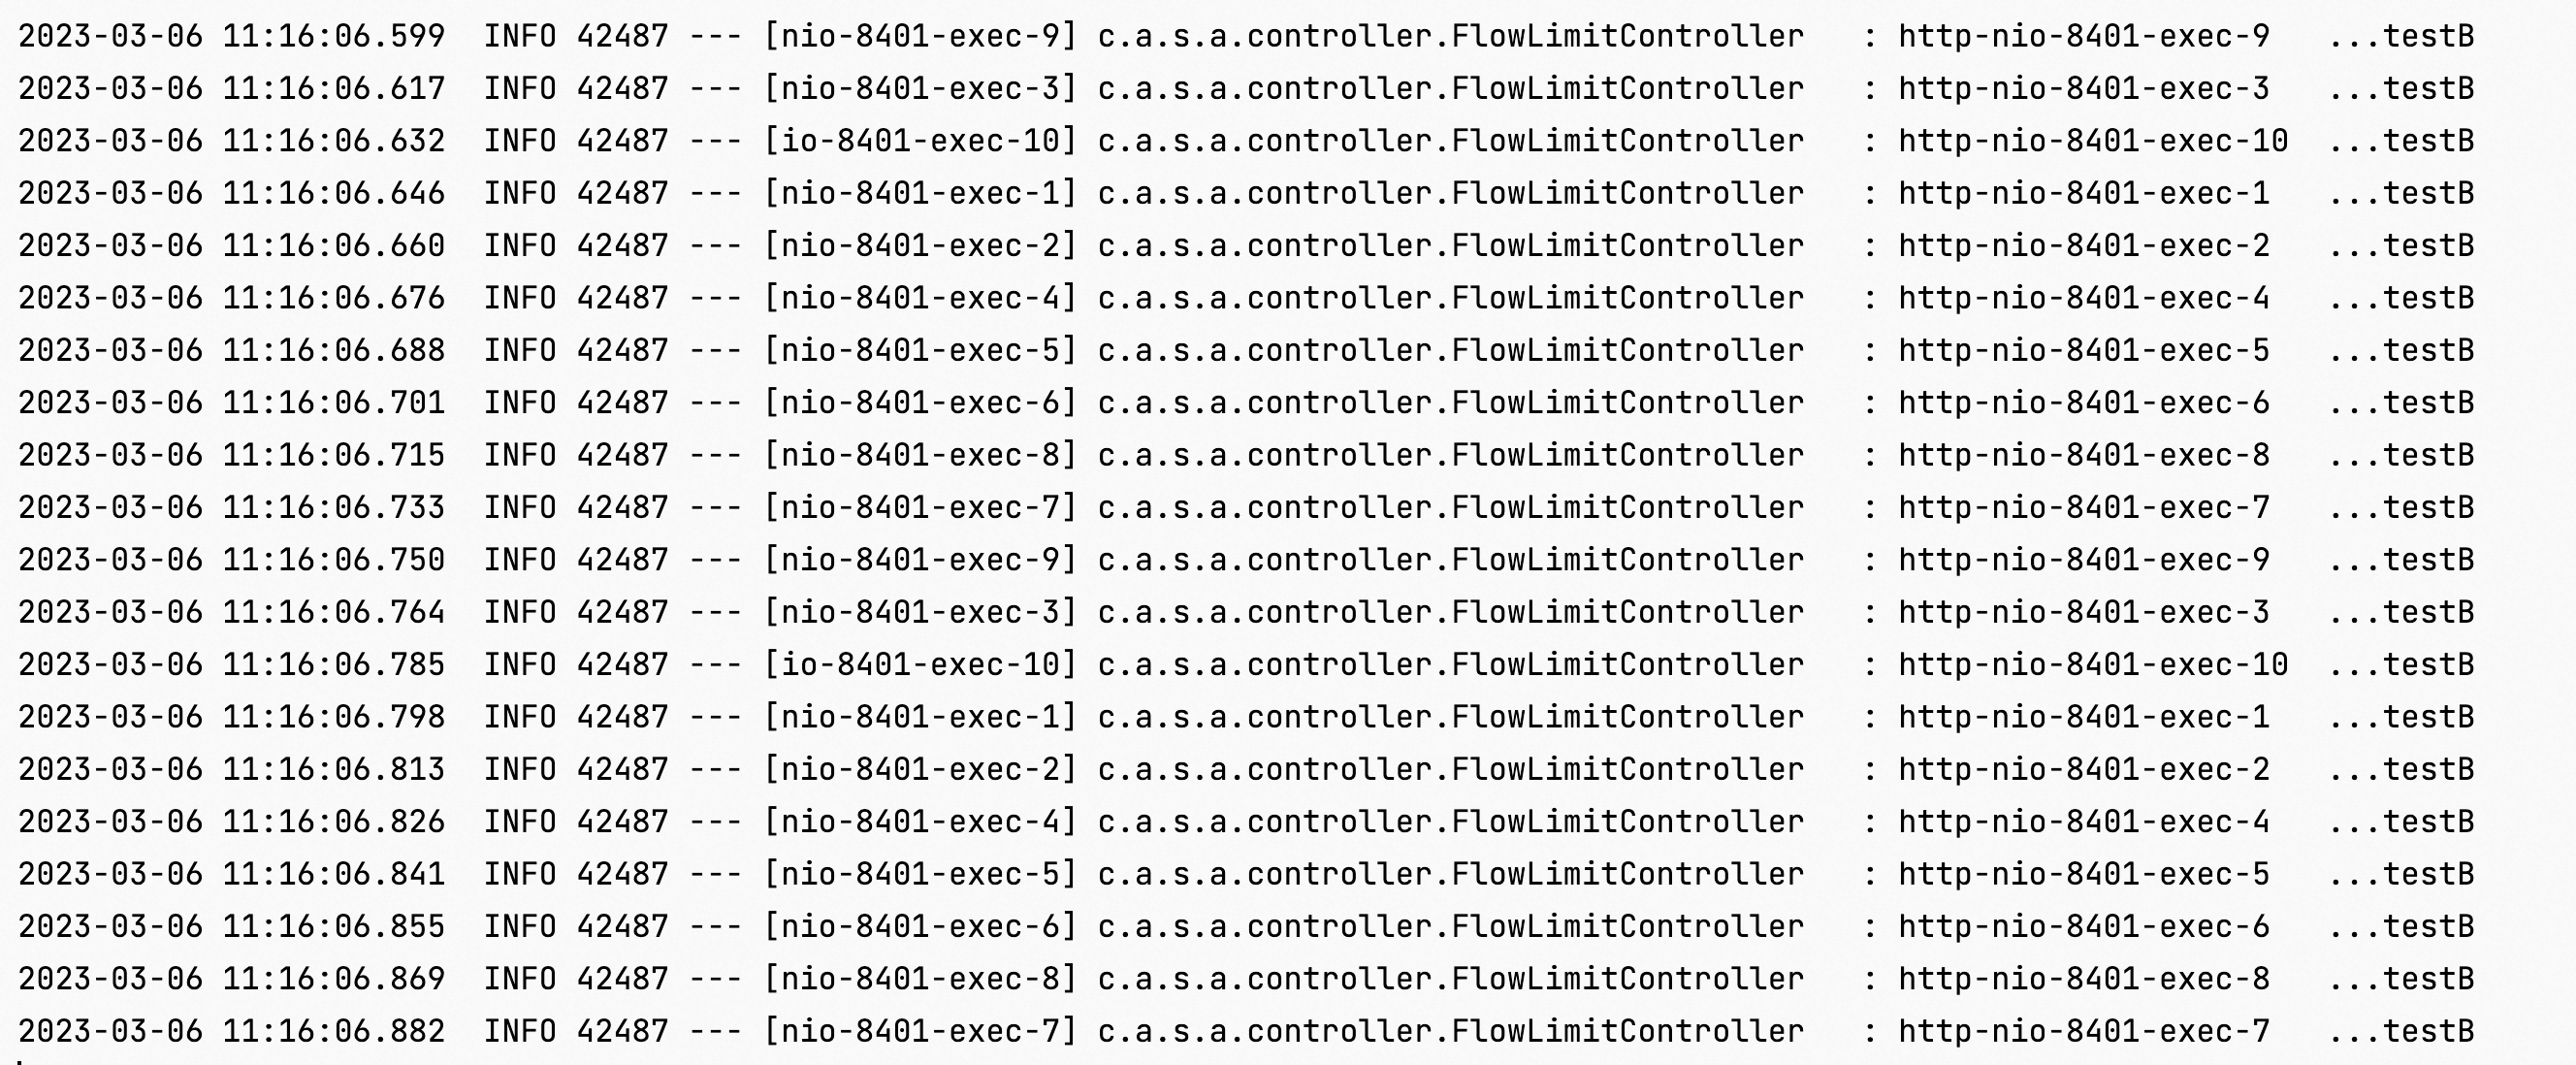 2023-03-06 11:16:06.599  INFO 42487 --- [nio-8401-exec-9] c.a.s.a.controller.FlowLimitController   : http-nio-8401-exec-9   ...testB
2023-03-06 11:16:06.617  INFO 42487 --- [nio-8401-exec-3] c.a.s.a.controller.FlowLimitController   : http-nio-8401-exec-3   ...testB
2023-03-06 11:16:06.632  INFO 42487 --- [io-8401-exec-10] c.a.s.a.controller.FlowLimitController   : http-nio-8401-exec-10  ...testB
2023-03-06 11:16:06.646  INFO 42487 --- [nio-8401-exec-1] c.a.s.a.controller.FlowLimitController   : http-nio-8401-exec-1   ...testB
2023-03-06 11:16:06.660  INFO 42487 --- [nio-8401-exec-2] c.a.s.a.controller.FlowLimitController   : http-nio-8401-exec-2   ...testB
2023-03-06 11:16:06.676  INFO 42487 --- [nio-8401-exec-4] c.a.s.a.controller.FlowLimitController   : http-nio-8401-exec-4   ...testB
2023-03-06 11:16:06.688  INFO 42487 --- [nio-8401-exec-5] c.a.s.a.controller.FlowLimitController   : http-nio-8401-exec-5   ...testB
2023-03-06 11:16:06.701  INFO 42487 --- [nio-8401-exec-6] c.a.s.a.controller.FlowLimitController   : http-nio-8401-exec-6   ...testB
2023-03-06 11:16:06.715  INFO 42487 --- [nio-8401-exec-8] c.a.s.a.controller.FlowLimitController   : http-nio-8401-exec-8   ...testB
2023-03-06 11:16:06.733  INFO 42487 --- [nio-8401-exec-7] c.a.s.a.controller.FlowLimitController   : http-nio-8401-exec-7   ...testB
2023-03-06 11:16:06.750  INFO 42487 --- [nio-8401-exec-9] c.a.s.a.controller.FlowLimitController   : http-nio-8401-exec-9   ...testB
2023-03-06 11:16:06.764  INFO 42487 --- [nio-8401-exec-3] c.a.s.a.controller.FlowLimitController   : http-nio-8401-exec-3   ...testB
2023-03-06 11:16:06.785  INFO 42487 --- [io-8401-exec-10] c.a.s.a.controller.FlowLimitController   : http-nio-8401-exec-10  ...testB
2023-03-06 11:16:06.798  INFO 42487 --- [nio-8401-exec-1] c.a.s.a.controller.FlowLimitController   : http-nio-8401-exec-1   ...testB
2023-03-06 11:16:06.813  INFO 42487 --- [nio-8401-exec-2] c.a.s.a.controller.FlowLimitController   : http-nio-8401-exec-2   ...testB
2023-03-06 11:16:06.826  INFO 42487 --- [nio-8401-exec-4] c.a.s.a.controller.FlowLimitController   : http-nio-8401-exec-4   ...testB
2023-03-06 11:16:06.841  INFO 42487 --- [nio-8401-exec-5] c.a.s.a.controller.FlowLimitController   : http-nio-8401-exec-5   ...testB
2023-03-06 11:16:06.855  INFO 42487 --- [nio-8401-exec-6] c.a.s.a.controller.FlowLimitController   : http-nio-8401-exec-6   ...testB
2023-03-06 11:16:06.869  INFO 42487 --- [nio-8401-exec-8] c.a.s.a.controller.FlowLimitController   : http-nio-8401-exec-8   ...testB
2023-03-06 11:16:06.882  INFO 42487 --- [nio-8401-exec-7] c.a.s.a.controller.FlowLimitController   : http-nio-8401-exec-7   ...testB